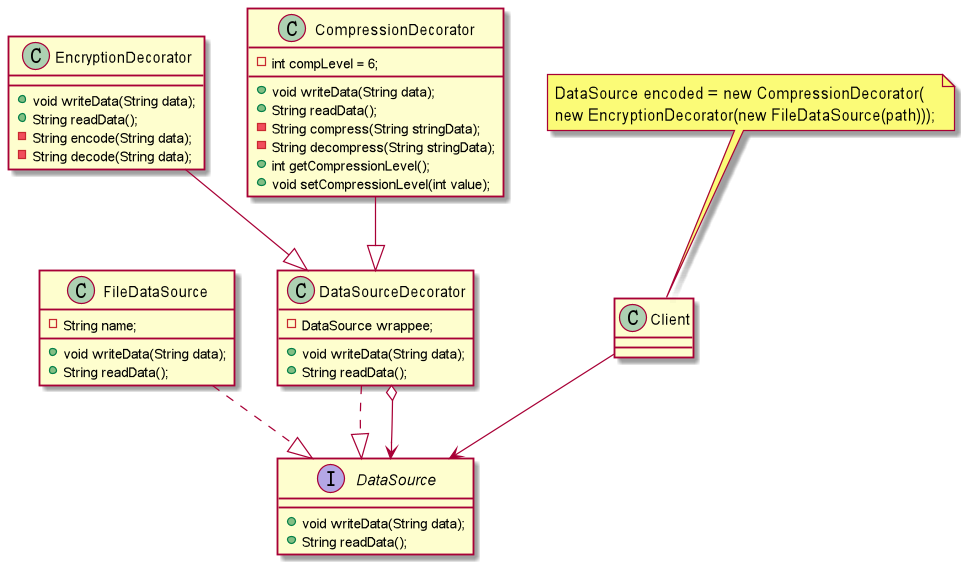 C EncryptionDecorator
void writeData(String data);
String readData();
String encode(String data);
String decode(String data);
C CompressionDecorator
int compLevel = 6;
void writeData(String data);
String readData();
String compress(String stringData);
String decompress(String stringData);
int getCompressionLevel();
void setCompressionLevel(int value);
DataSource encoded = new CompressionDecorator(
new EncryptionDecorator(new FileDataSource(path)));
C FileDataSource
String name;
void writeData(String data);
String readData();
C DataSourceDecorator
DataSource wrappee;
void writeData(String data);
String readData();
C Client
I DataSource
void writeData(String data);
String readData();